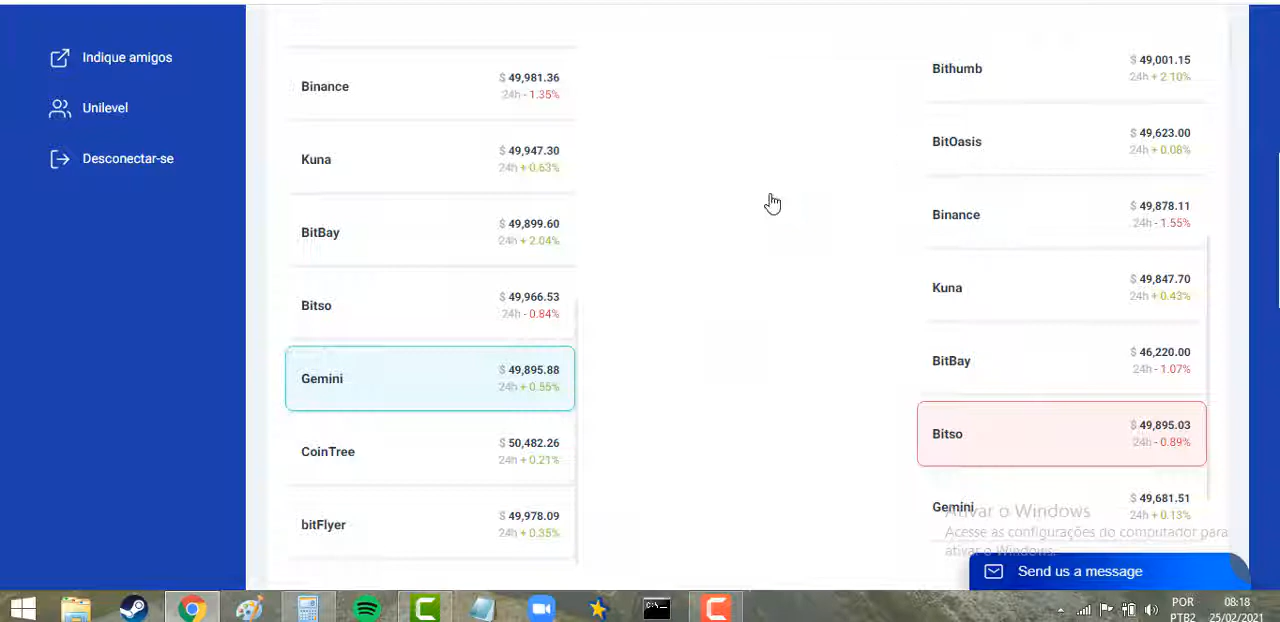 Indique amigos
Unilevel
Desconectar-se
Binance
$ 49,981.36
24h - 1.35%
Kuna
$ 49,947.30
24h + 0.63%
BitBay
$ 49,899.60
24h + 2.04%
Bitso
$ 49,966.53
24h - 0.84%
Gemini
$ 49,895.88
24h + 0.55%
CoinTree
$ 50,482.26
24h + 0.21%
bitFlyer
$ 49,978.09
24h + 0.35%
Bithumb
$ 49,001.15
24h + 2.10%
BitOasis
$ 49,623.00
24h + 0.08%
Binance
$ 49,878.11
24h - 1.55%
Kuna
$ 49,847.70
24h + 0.43%
BitBay
$ 46,220.00
24h - 1.07%
Bitso
$ 49,895.03
24h - 0.89%
Gemini
$ 49,681.51
24h + 0.13%
Ativar o Windows
Acesse as configurações do computador para
ativar o Windows.
Send us a message
POR
PTB2
08:18
25/02/2021